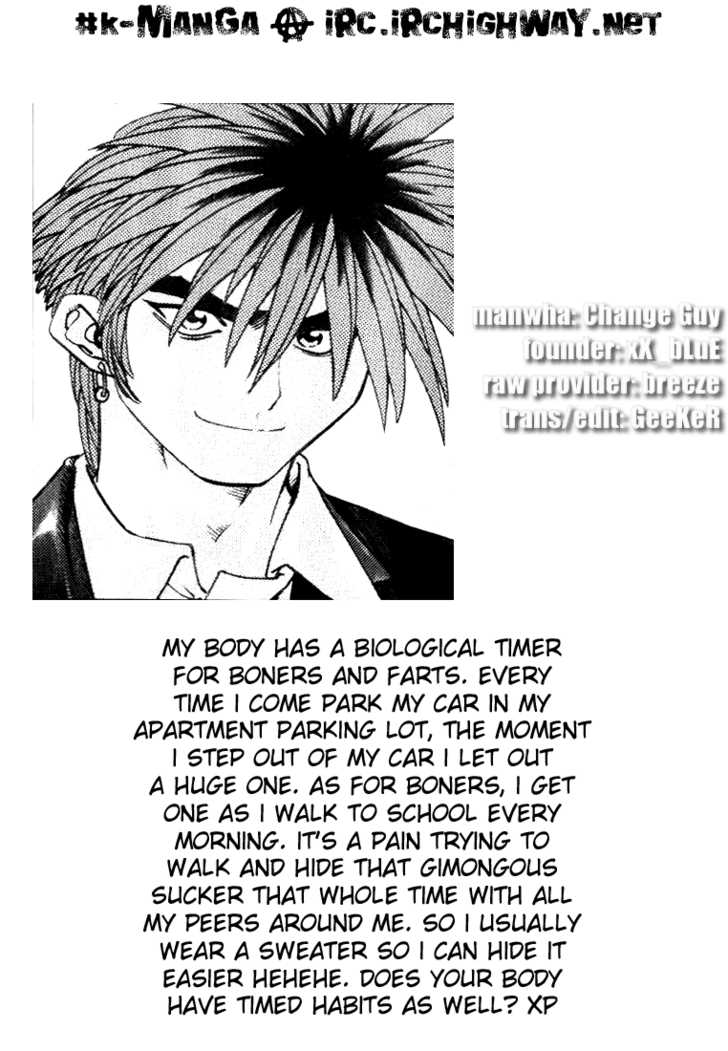 #k-MANGA @ iRC.iRCHiGHWAY.NeT
manwha: Change Guy
founder: xX_bLuE
raw provider: breeze
trans/edit: GeeKeR
MY BODY HAS A BIOLOGICAL TIMER
FOR BONERS AND FARTS. EVERY
TIME I COME PARK MY CAR IN MY
APARTMENT PARKING LOT, THE MOMENT
I STEP OUT OF MY CAR I LET OUT
A HUGE ONE. AS FOR BONERS, I GET
ONE AS I WALK TO SCHOOL EVERY
MORNING. IT'S A PAIN TRYING TO
WALK AND HIDE THAT GIMONGOUS
SUCKER THAT WHOLE TIME WITH ALL
MY PEERS AROUND ME. SO I USUALLY
WEAR A SWEATER SO I CAN HIDE IT
EASIER HEHEHE. DOES YOUR BODY
HAVE TIMED HABITS AS WELL? XP